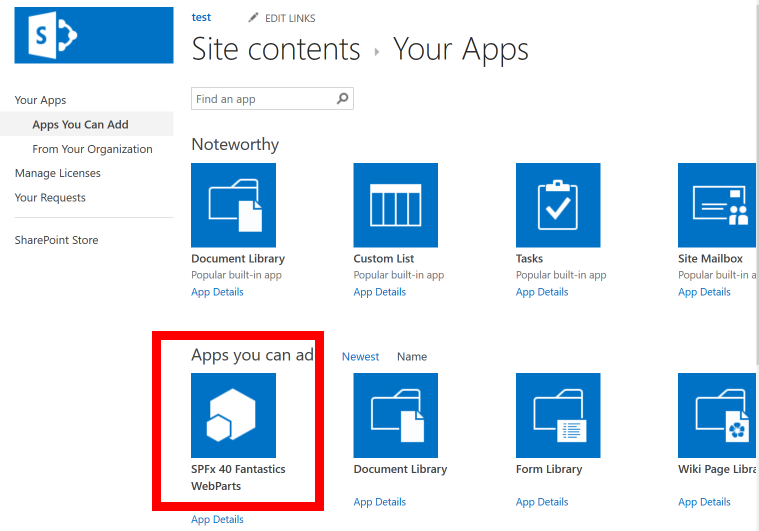 test EDIT LINKS
Site contents › Your Apps
Find an app
Your Apps
Apps You Can Add
From Your Organization
Manage Licenses
Your Requests
SharePoint Store
Noteworthy
Document Library Custom List Tasks Site Mailbox
Popular built-in app Popular built-in app Popular built-in app Popular built-in a
App Details App Details App Details App Details
Apps you can ad Newest Name
SPFx 40 Fantastics Document Library Form Library Wiki Page Libra
WebParts
App Details App Details App Details
App Details